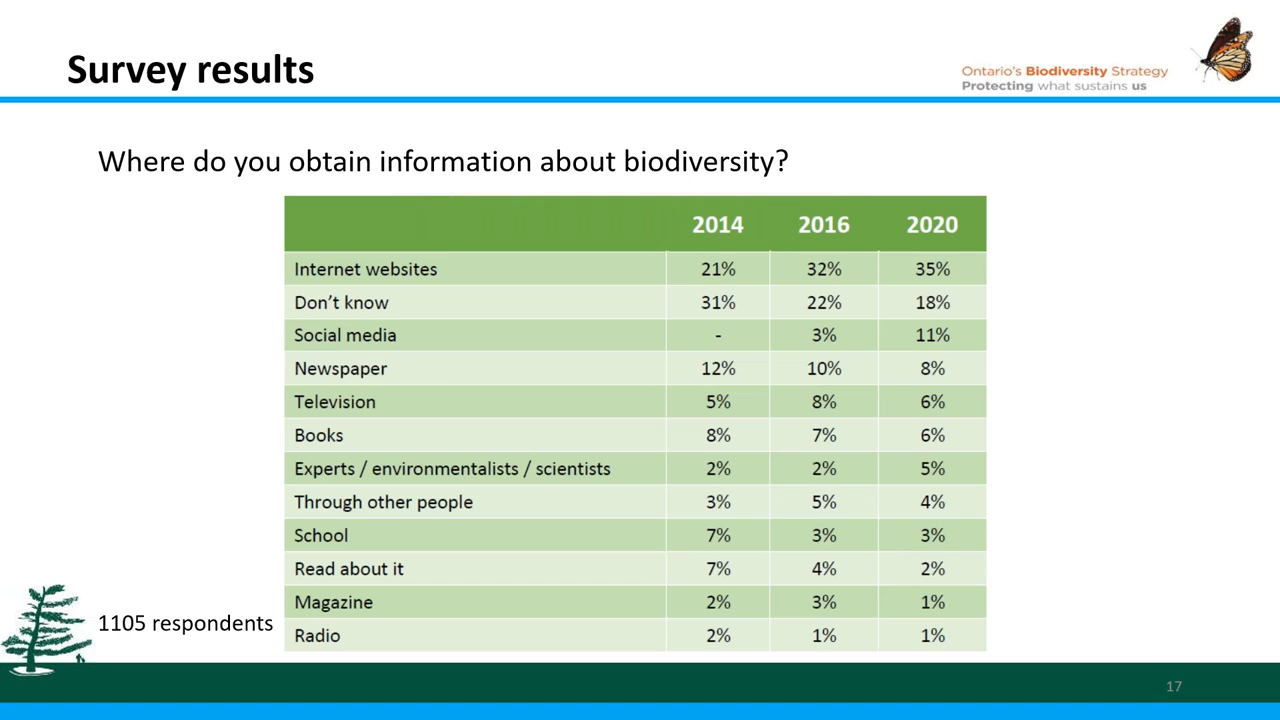 Survey results
Ontario's Biodiversity Strategy
Protecting what sustains us
Where do you obtain information about biodiversity?
2014 2016 2020
Internet websites 21% 32% 35%
Don't know 31% 22% 18%
Social media - 3% 11%
Newspaper 12% 10% 8%
Television 5% 8% 6%
Books 8% 7% 6%
Experts / environmentalists / scientists 2% 2% 5%
Through other people 3% 5% 4%
School 7% 3% 3%
Read about it 7% 4% 2%
Magazine 2% 3% 1%
Radio 2% 1% 1%
1105 respondents
17